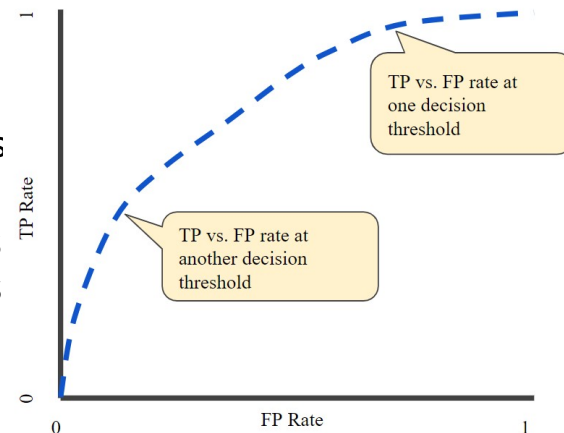 1
TP vs. FP rate at
one decision
threshold
TP Rate
TP vs. FP rate at
another decision
threshold
0
0
FP Rate
1